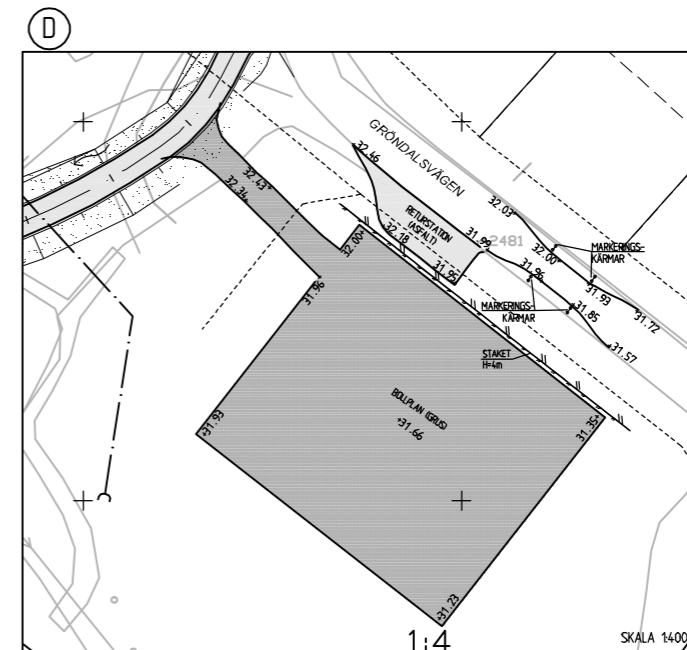 D
GRÖNDALSVÄGEN
32.46
32.43
32.34
32.03
RETURSTATION
(ASFALT)
31.99
2481
32.00
MARKERINGS-
KÄRMAR
32.00
32.18
31.95
31.96
31.93
31.96
MARKERINGS-
KÄRMAR
31.85
31.72
31.57
STAKET
H=4m
BOLLPLAN (GRUS)
+31.66
31.35
+31.93
31.23
1:4
SKALA 1:400